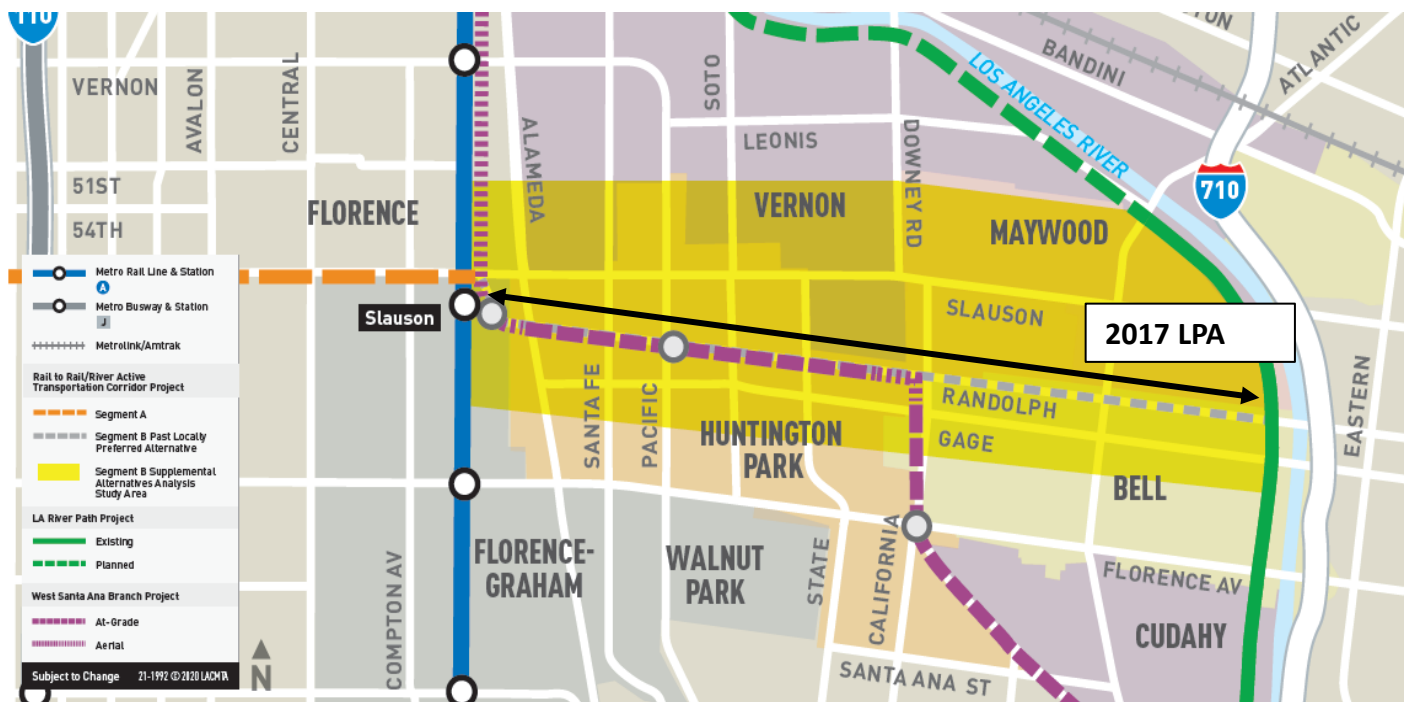 110
VERNON
AVALON
CENTRAL
51ST
54TH
FLORENCE
ALAMEDA
SOTO
LEONIS
DOWNEY RD
VERNON
MAYWOOD
BANDINI
LOS ANGELES RIVER
ATLANTIC
710
SLAUSON
Slauson
2017 LPA
RANDOLPH
GAGE
SANTA FE
PACIFIC
HUNTINGTON
PARK
BELL
EASTERN
FLORENCE-
GRAHAM
WALNUT
PARK
STATE
CALIFORNIA
FLORENCE AV
CUDAHY
COMPTON AV
SANTA ANA ST
N
Metro Rail Line & Station
A
Metro Busway & Station
J
Metrolink/Amtrak
Rail to Rail/River Active
Transportation Corridor Project
Segment A
Segment B Past Locally
Preferred Alternative
Segment B Supplemental
Alternatives Analysis
Study Area
LA River Path Project
Existing
Planned
West Santa Ana Branch Project
At-Grade
Aerial
Subject to Change 21-1992 © 2020 LACMTA